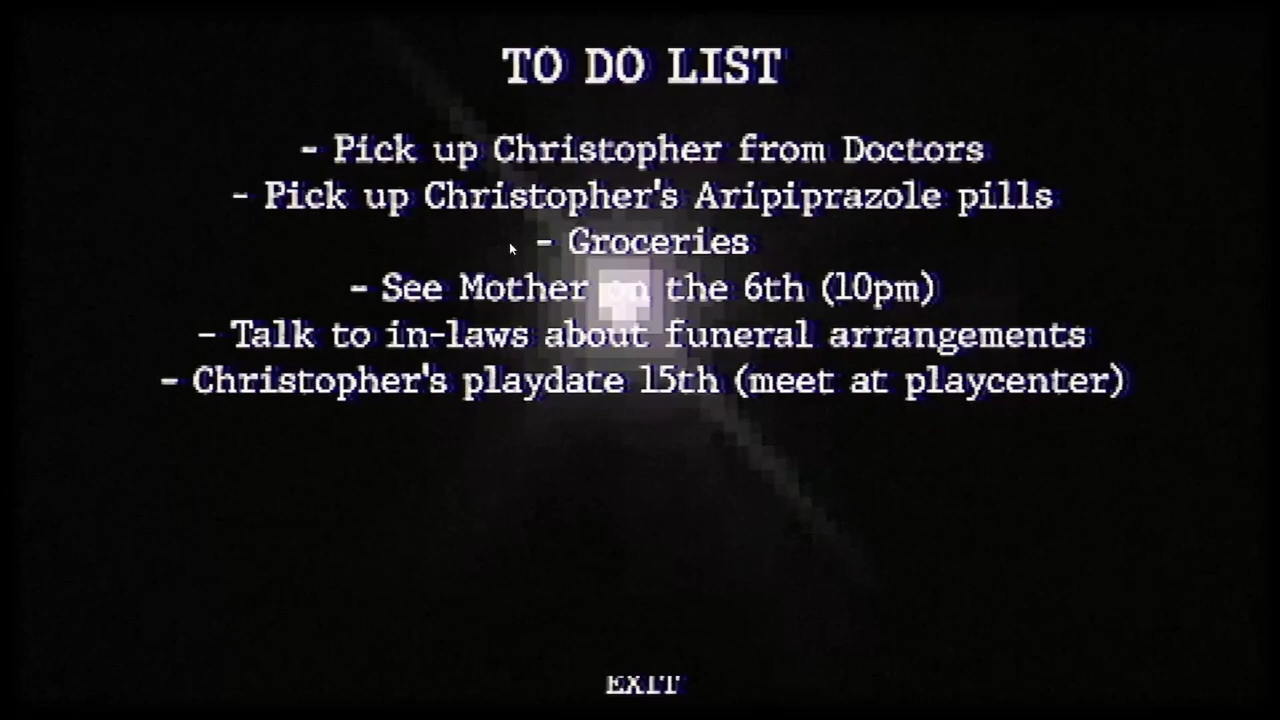 TO DO LIST
- Pick up Christopher from Doctors
- Pick up Christopher's Aripiprazole pills
- Groceries
- See Mother on the 6th (10pm)
- Talk to in-laws about funeral arrangements
- Christopher's playdate 15th (meet at playcenter)
EXIT